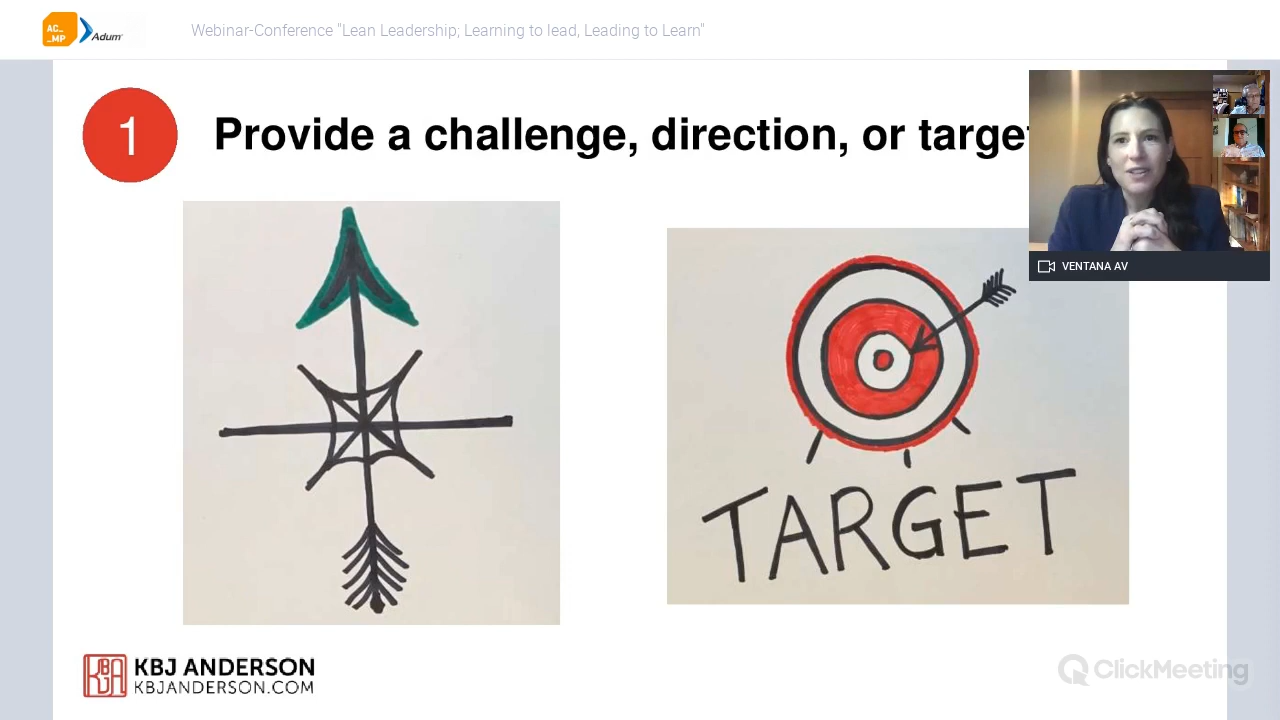 AC_
_MP
Adum
Webinar-Conference "Lean Leadership; Learning to lead, Leading to Learn"
1
Provide a challenge, direction, or target
VENTANA AV
TARGET
KBJ ANDERSON
KBJANDERSON.COM
ClickMeeting